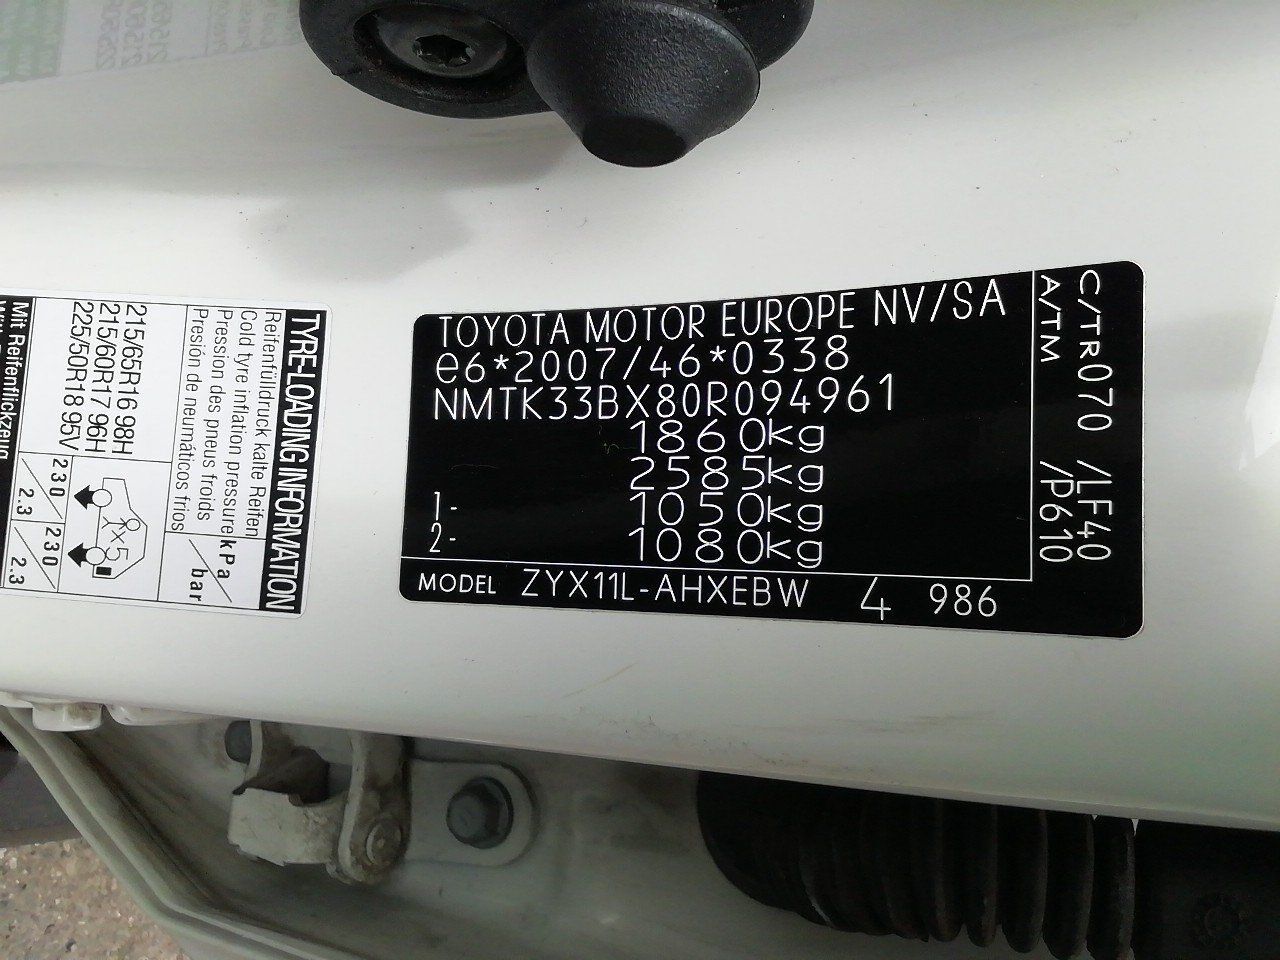 TOYOTA MOTOR EUROPE NV/SA
e6*2007/46*0338
NMTK33BX80R094961
1860kg
2585kg
1- 1050kg
2- 1080kg
MODEL ZYX11L-AHXEBW 4 986
C/TR070 /LF40
A/TM /P610
TYRE-LOADING INFORMATION
Reifenfülldruck kalte Reifen
Cold tyre inflation pressure
Pression des pneus froids
Presión de neumáticos fríos
kPa/bar
215/65R16 98H
215/60R17 96H
225/50R18 95V
x5
230/2.3 230/2.3
Mit Reifenflickzeug